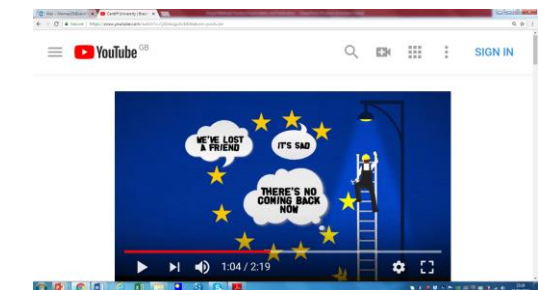 YouTube GB
SIGN IN
WE'VE LOST
A FRIEND
IT'S SAD
THERE'S NO
COMING BACK
NOW
1:04 / 2:19